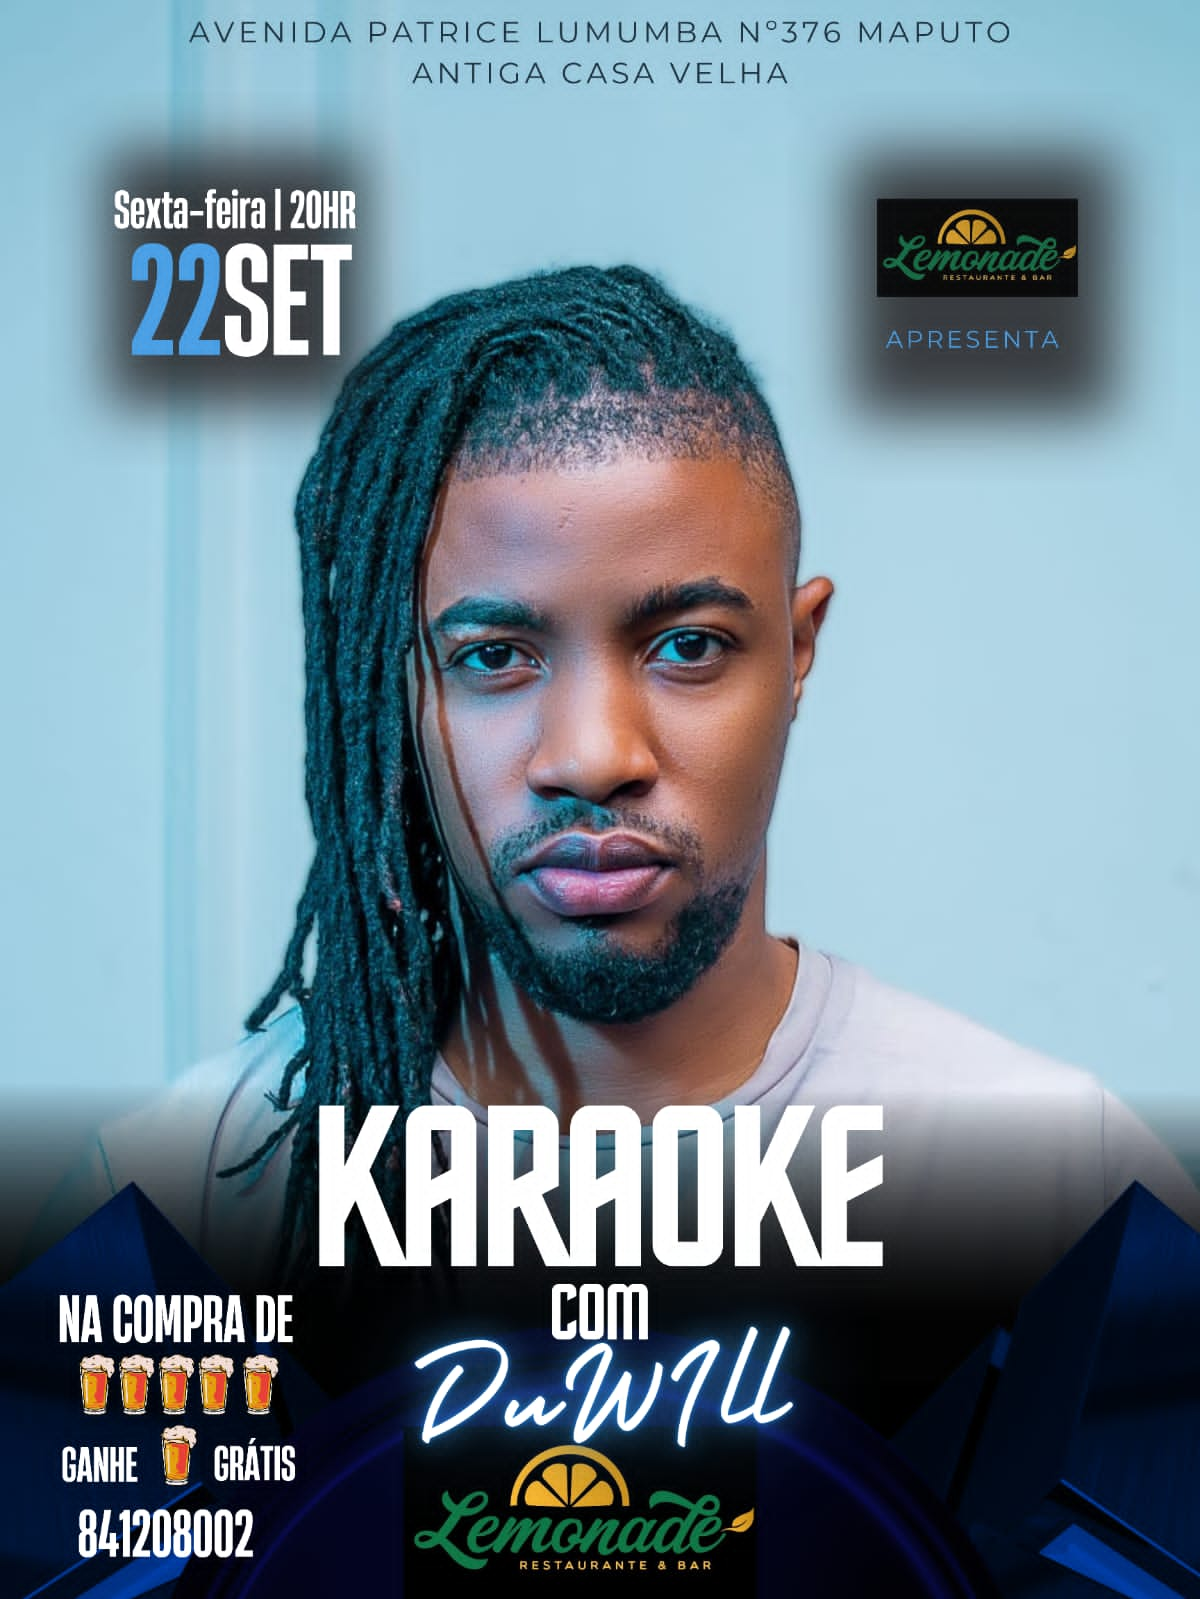 AVENIDA PATRICE LUMUMBA Nº376 MAPUTO
ANTIGA CASA VELHA
Sexta-feira | 20HR
22SET
Lemonade
RESTAURANTE & BAR
APRESENTA
KARAOKE
COM
DuWIll
NA COMPRA DE
GANHE GRÁTIS
841208002
Lemonade
RESTAURANTE & BAR